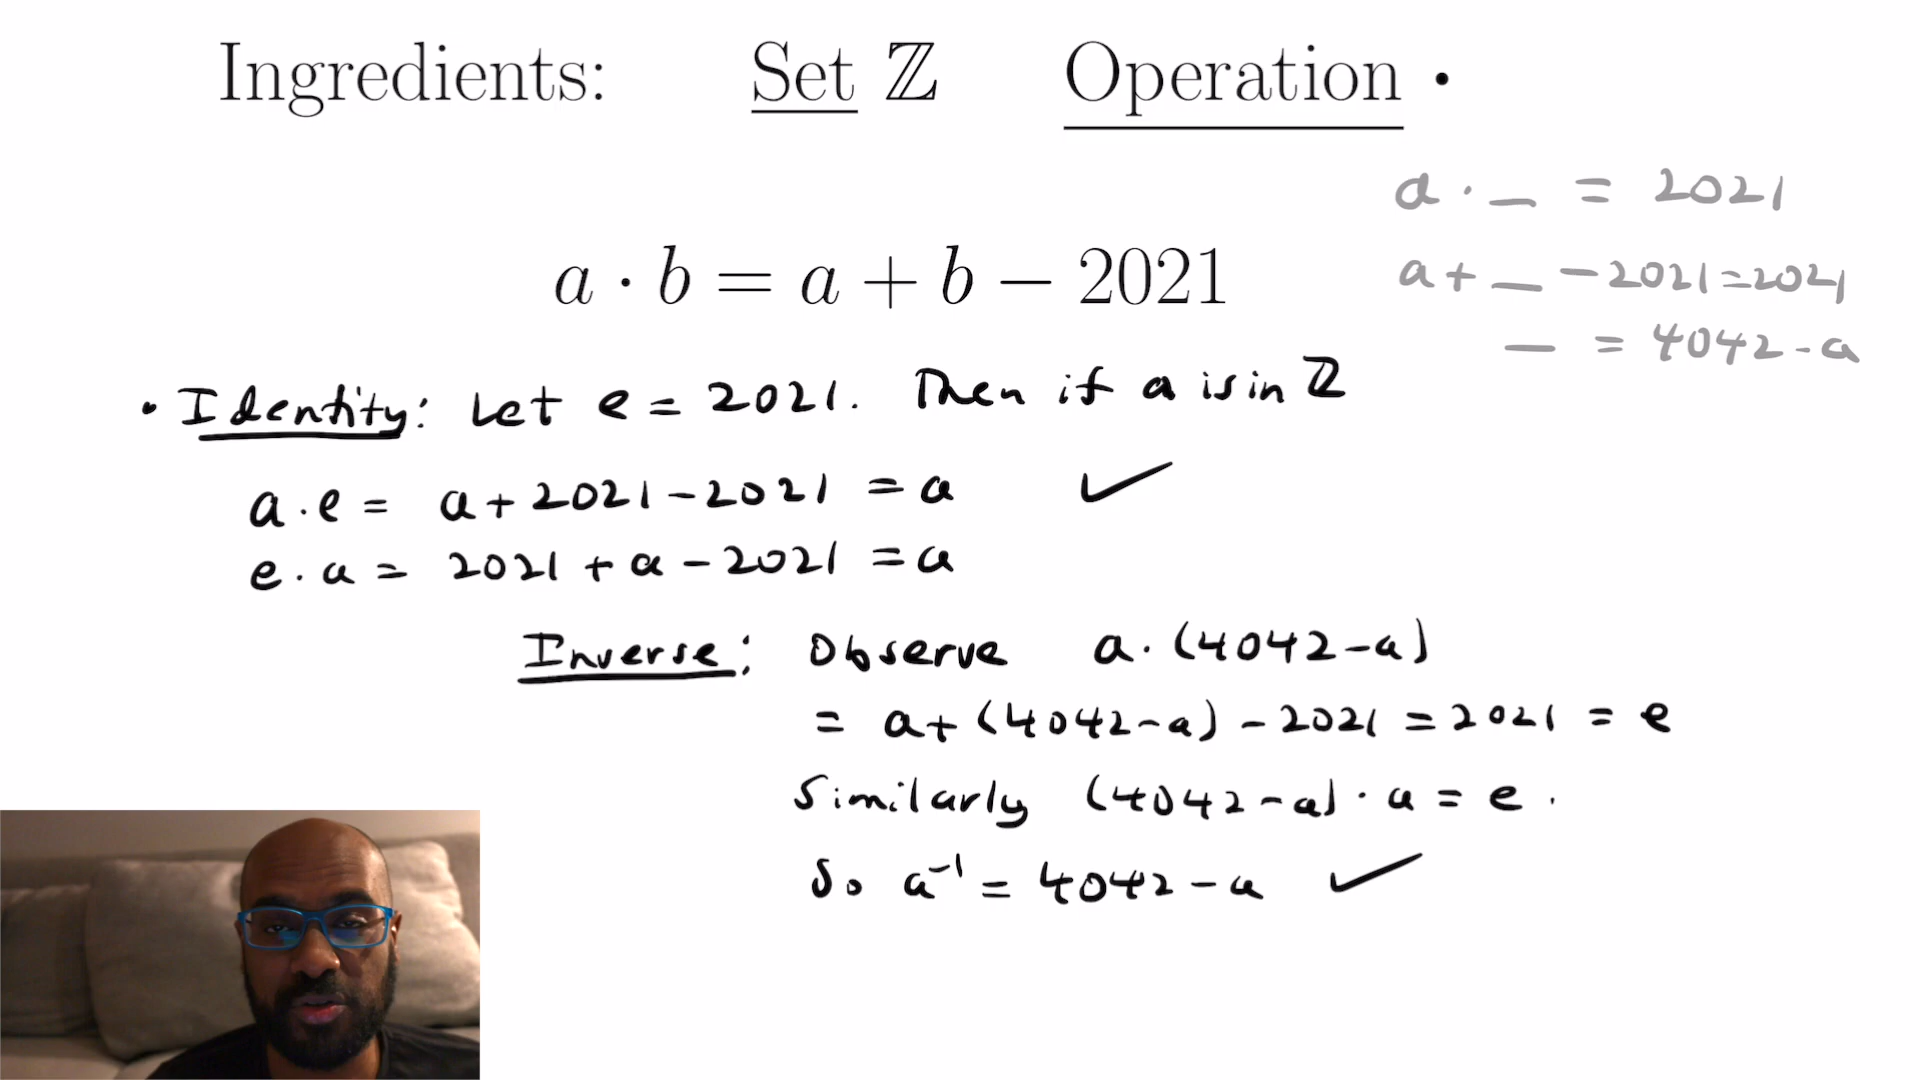 Ingredients: Set ℤ Operation •
a · _ = 2021
a · b = a + b − 2021
a + _ − 2021 = 2021
_ = 4042 - a
• Identity: Let e = 2021. Then if a is in ℤ
a · e = a + 2021 - 2021 = a ✓
e · a = 2021 + a - 2021 = a
Inverse: Observe a · (4042 - a)
= a + (4042 - a) - 2021 = 2021 = e
Similarly (4042 - a) · a = e.
So a⁻¹ = 4042 - a ✓